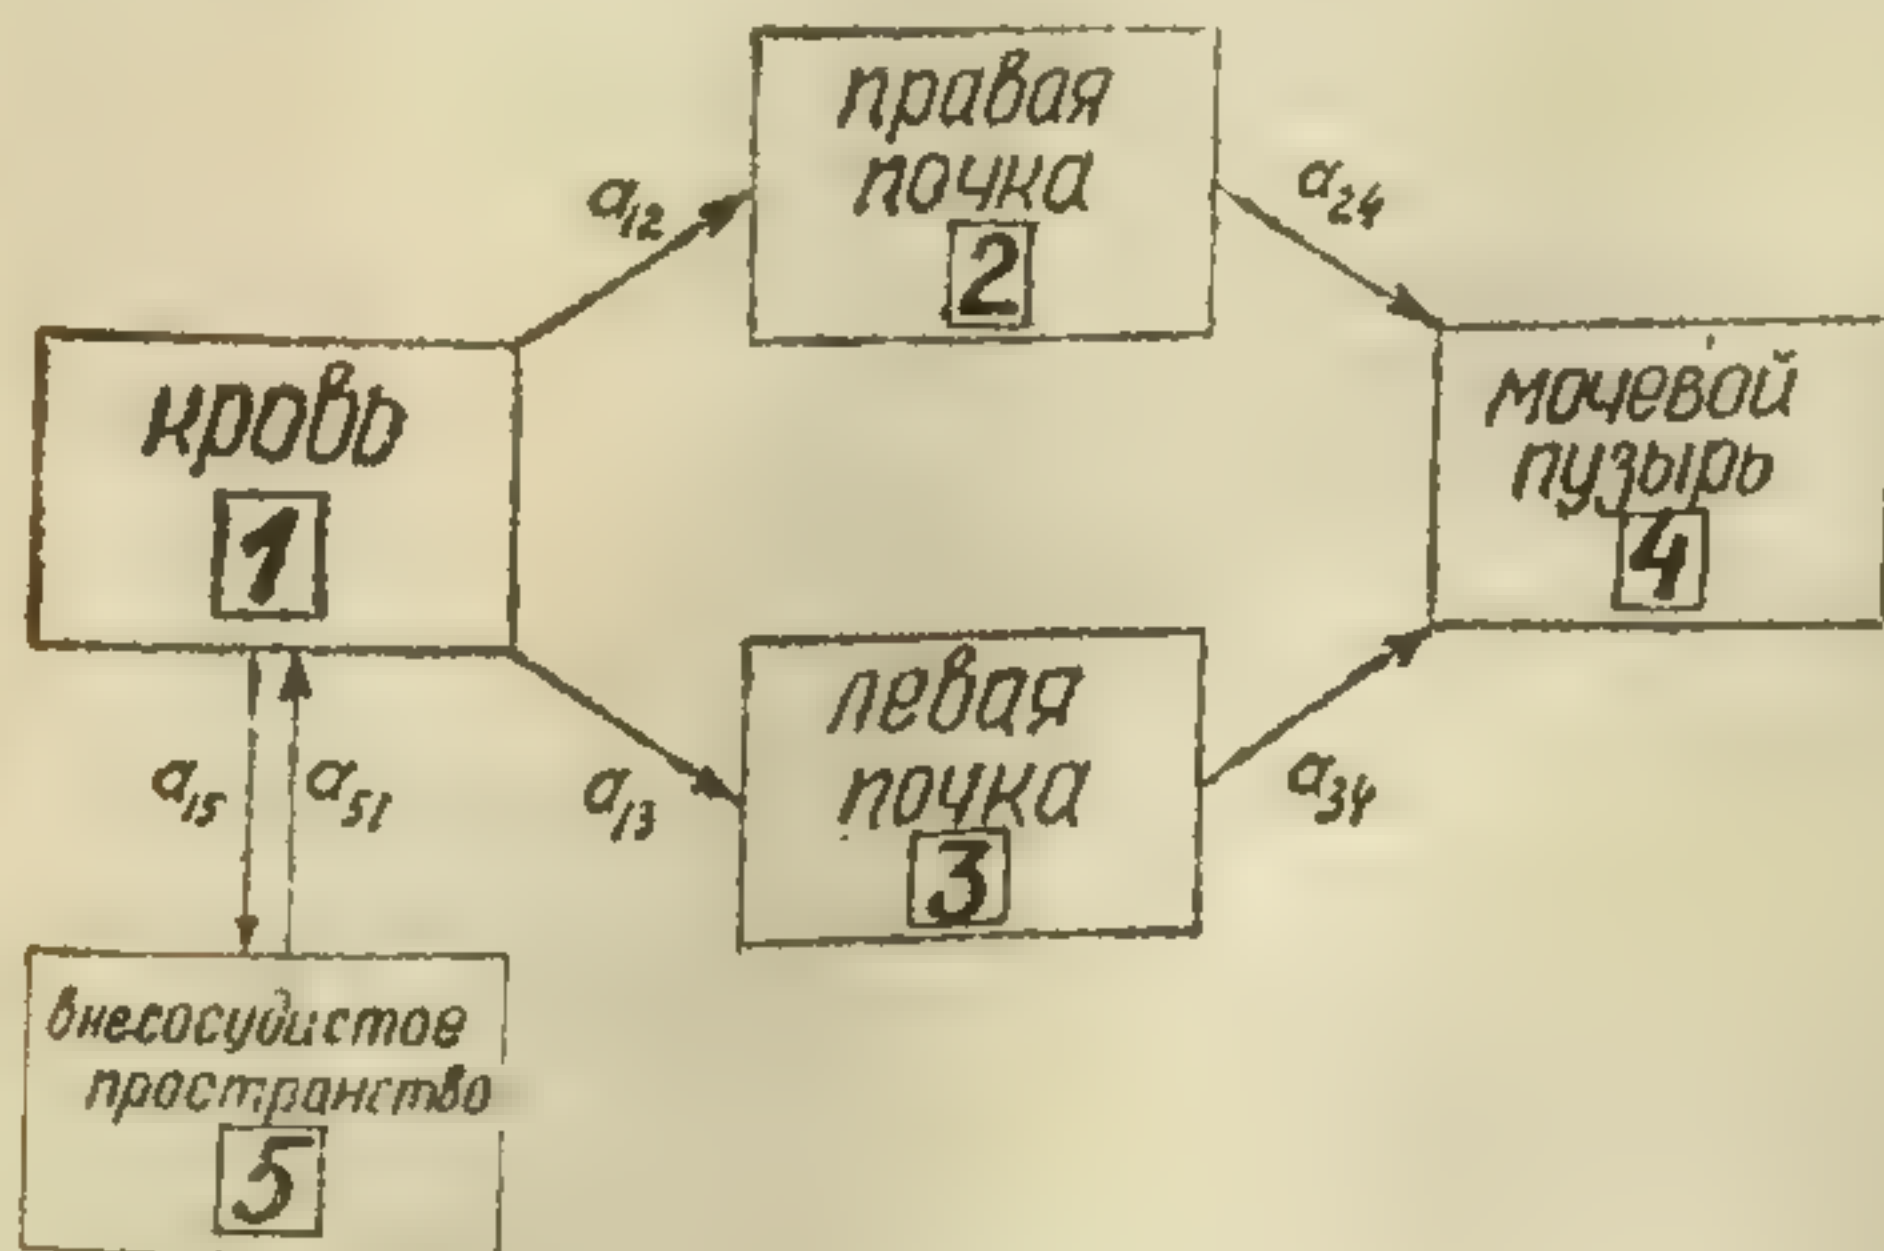 правая
почка
2
a₁₂
a₂₄
кровь
1
мочевой
пузырь
4
левая
почка
3
a₁₅
a₅₁
a₁₃
a₃₄
внесосудистое
пространство
5